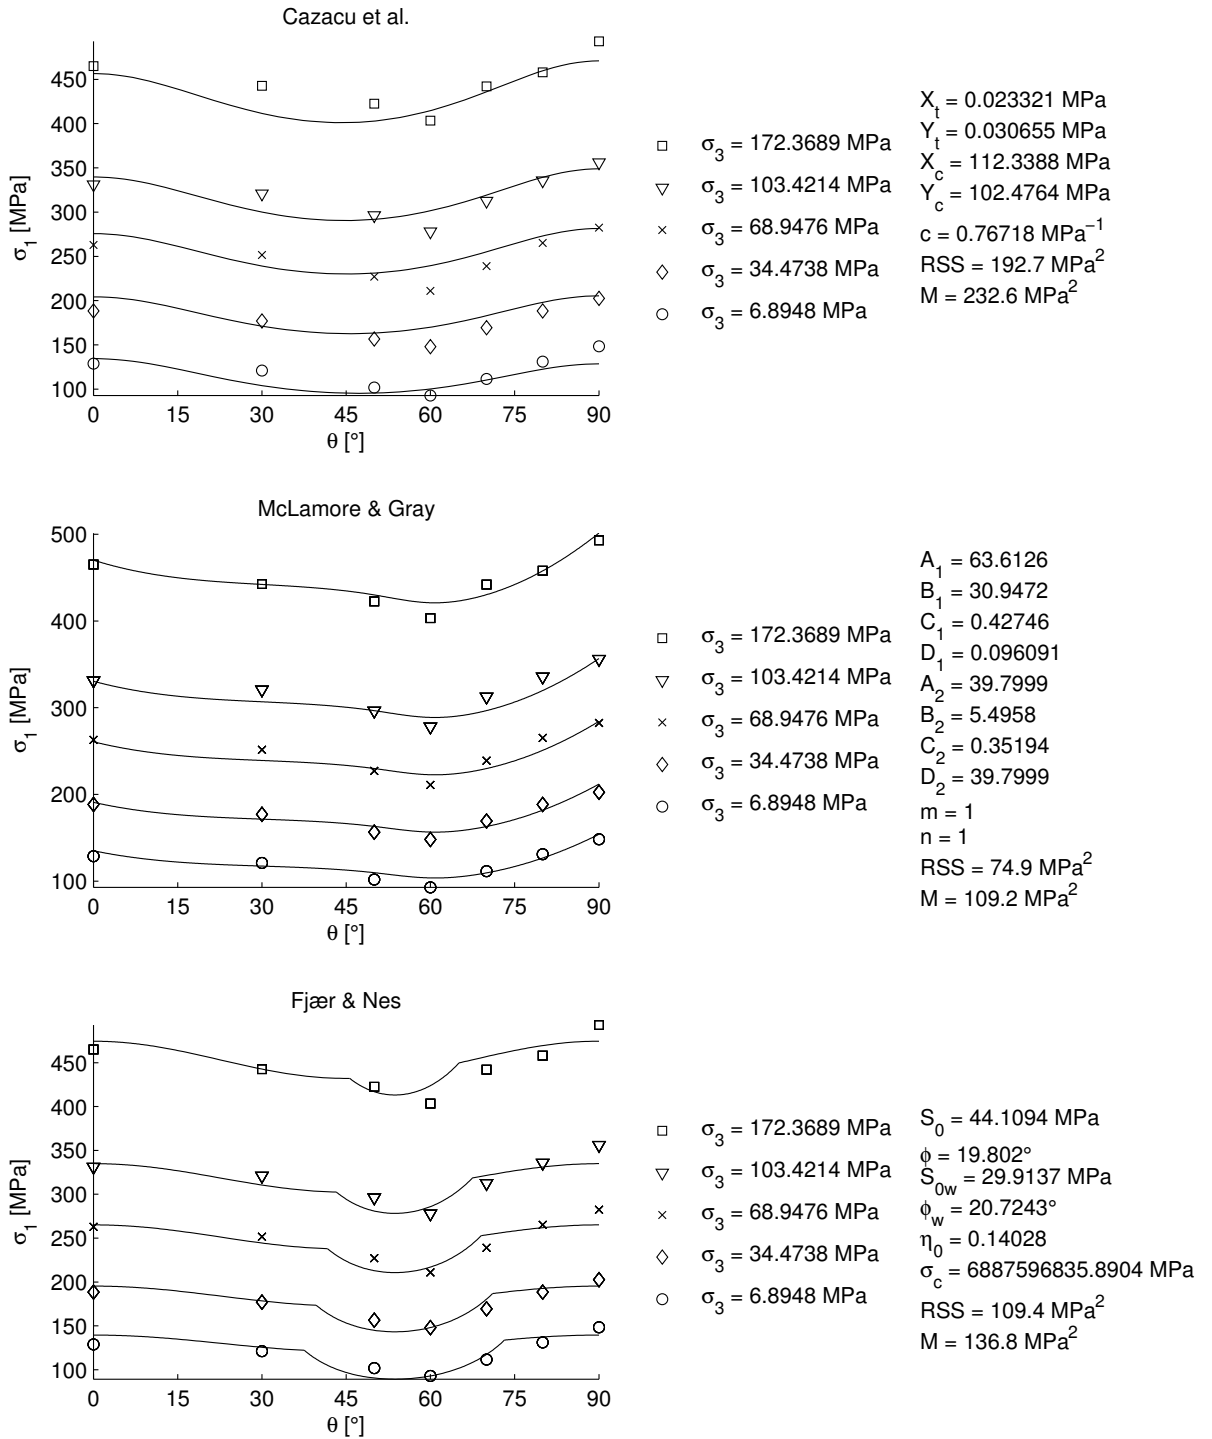 Cazacu et al.
450
400
350
300
250
200
150
100
σ1 [MPa]
0 15 30 45 60 75 90
θ [°]
σ3 = 172.3689 MPa
σ3 = 103.4214 MPa
σ3 = 68.9476 MPa
σ3 = 34.4738 MPa
σ3 = 6.8948 MPa
Xt = 0.023321 MPa
Yt = 0.030655 MPa
Xc = 112.3388 MPa
Yc = 102.4764 MPa
c = 0.76718 MPa−1
RSS = 192.7 MPa2
M = 232.6 MPa2
McLamore & Gray
500
400
300
200
100
σ1 [MPa]
0 15 30 45 60 75 90
θ [°]
σ3 = 172.3689 MPa
σ3 = 103.4214 MPa
σ3 = 68.9476 MPa
σ3 = 34.4738 MPa
σ3 = 6.8948 MPa
A1 = 63.6126
B1 = 30.9472
C1 = 0.42746
D1 = 0.096091
A2 = 39.7999
B2 = 5.4958
C2 = 0.35194
D2 = 39.7999
m = 1
n = 1
RSS = 74.9 MPa2
M = 109.2 MPa2
Fjær & Nes
450
400
350
300
250
200
150
100
σ1 [MPa]
0 15 30 45 60 75 90
θ [°]
σ3 = 172.3689 MPa
σ3 = 103.4214 MPa
σ3 = 68.9476 MPa
σ3 = 34.4738 MPa
σ3 = 6.8948 MPa
S0 = 44.1094 MPa
ϕ = 19.802°
S0w = 29.9137 MPa
ϕw = 20.7243°
η0 = 0.14028
σc = 6887596835.8904 MPa
RSS = 109.4 MPa2
M = 136.8 MPa2